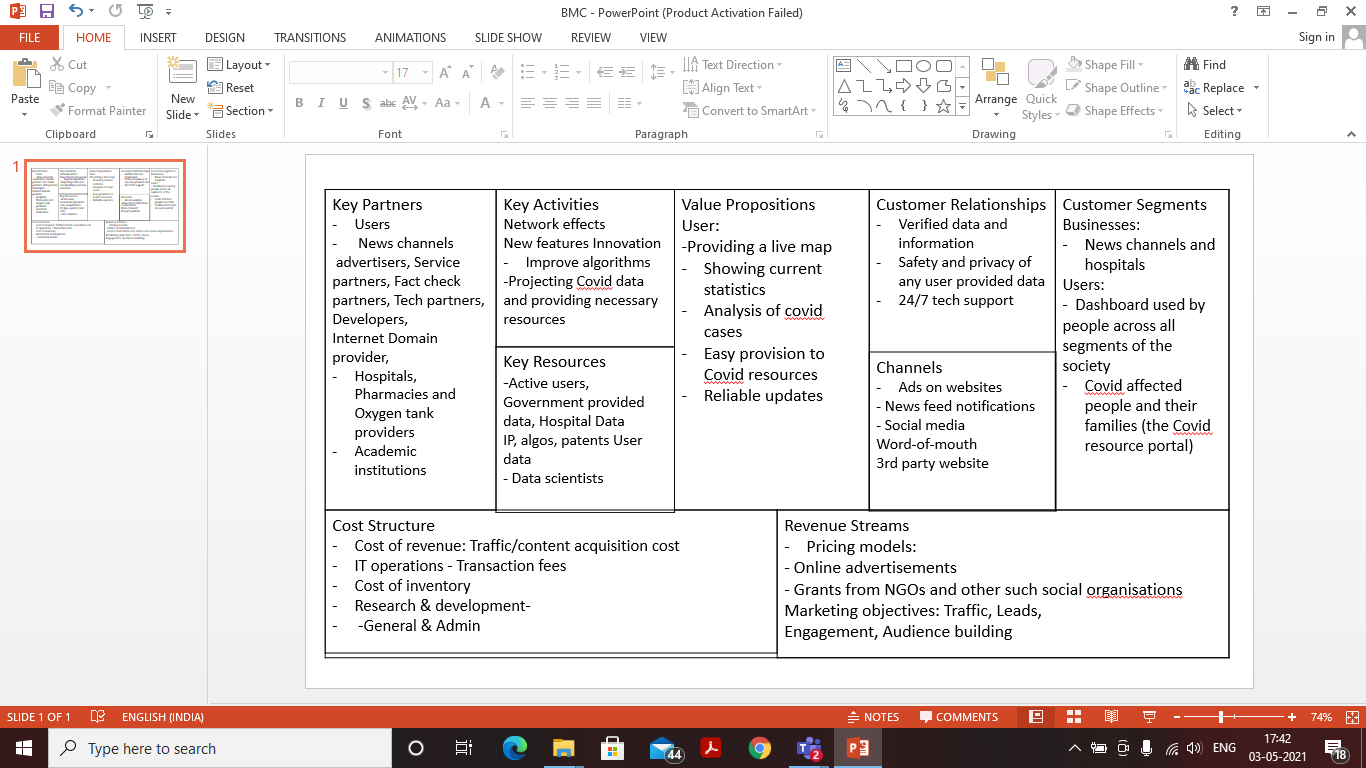 BMC - PowerPoint (Product Activation Failed)
FILE HOME INSERT DESIGN TRANSITIONS ANIMATIONS SLIDE SHOW REVIEW VIEW Sign in
Paste
Cut
Copy
Format Painter
Clipboard
New Slide
Layout
Reset
Section
Slides
17
B I U S abc AV Aa A
Font
Text Direction
Align Text
Convert to SmartArt
Paragraph
Arrange
Quick Styles
Shape Fill
Shape Outline
Shape Effects
Drawing
Find
Replace
Select
Editing
1
Key Partners
- Users
- News channels
advertisers, Service
partners, Fact check
partners, Tech partners,
Developers,
Internet Domain
provider,
- Hospitals,
Pharmacies and
Oxygen tank
providers
- Academic
institutions
Key Activities
Network effects
New features Innovation
- Improve algorithms
-Projecting Covid data
and providing necessary
resources
Key Resources
-Active users,
Government provided
data, Hospital Data
IP, algos, patents User
data
- Data scientists
Value Propositions
User:
-Providing a live map
- Showing current
statistics
- Analysis of covid
cases
- Easy provision to
Covid resources
- Reliable updates
Customer Relationships
- Verified data and
information
- Safety and privacy of
any user provided data
- 24/7 tech support
Channels
- Ads on websites
- News feed notifications
- Social media
Word-of-mouth
3rd party website
Customer Segments
Businesses:
- News channels and
hospitals
Users:
- Dashboard used by
people across all
segments of the
society
- Covid affected
people and their
families (the Covid
resource portal)
Cost Structure
- Cost of revenue: Traffic/content acquisition cost
- IT operations - Transaction fees
- Cost of inventory
- Research & development-
- -General & Admin
Revenue Streams
- Pricing models:
- Online advertisements
- Grants from NGOs and other such social organisations
Marketing objectives: Traffic, Leads,
Engagement, Audience building
SLIDE 1 OF 1 ENGLISH (INDIA) NOTES COMMENTS 74%
Type here to search
44
2
ENG
17:42
03-05-2021
18